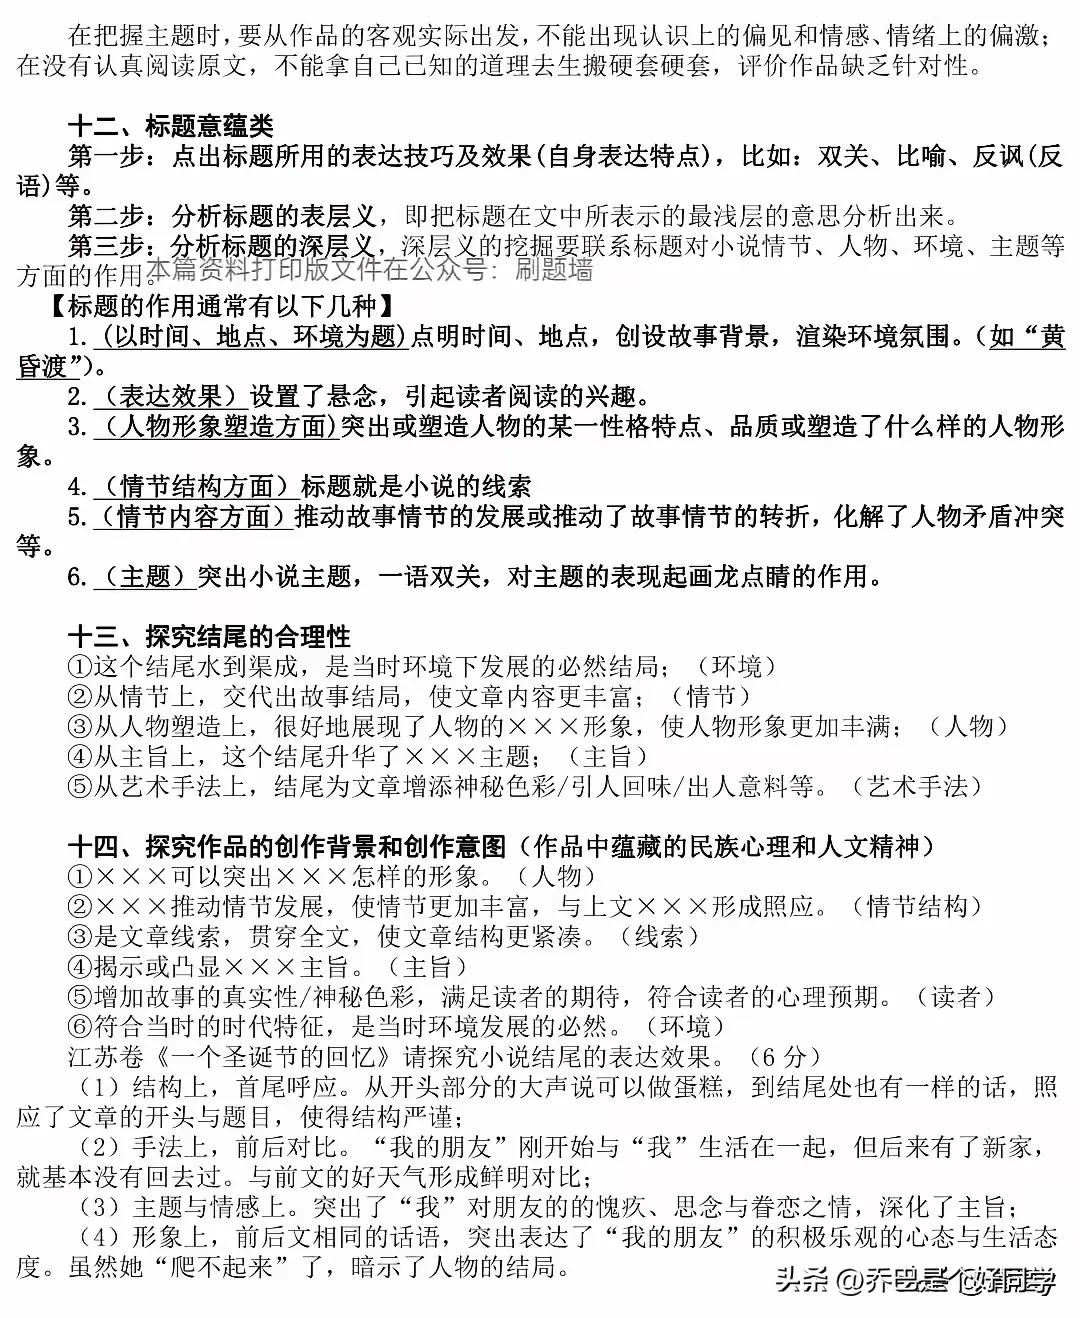 在把握主题时，要从作品的客观实际出发，不能出现认识上的偏见和情感、情绪上的偏激；
在没有认真阅读原文，不能拿自己已知的道理去生搬硬套硬套，评价作品缺乏针对性。
十二、标题意蕴类
第一步：点出标题所用的表达技巧及效果(自身表达特点)，比如：双关、比喻、反讽(反
语)等。
第二步：分析标题的表层义，即把标题在文中所表示的最浅层的意思分析出来。
第三步：分析标题的深层义，深层义的挖掘要联系标题对小说情节、人物、环境、主题等
方面的作用。
本篇资料打印版文件在公众号：刷题墙
【标题的作用通常有以下几种】
1. (以时间、地点、环境为题)点明时间、地点，创设故事背景，渲染环境氛围。（如“黄
昏渡”）。
2. （表达效果）设置了悬念，引起读者阅读的兴趣。
3. （人物形象塑造方面)突出或塑造人物的某一性格特点、品质或塑造了什么样的人物形
象。
4. （情节结构方面）标题就是小说的线索
5. （情节内容方面）推动故事情节的发展或推动了故事情节的转折，化解了人物矛盾冲突
等。
6. （主题）突出小说主题，一语双关，对主题的表现起画龙点睛的作用。
十三、探究结尾的合理性
①这个结尾水到渠成，是当时环境下发展的必然结局；（环境）
②从情节上，交代出故事结局，使文章内容更丰富；（情节）
③从人物塑造上，很好地展现了人物的×××形象，使人物形象更加丰满；（人物）
④从主旨上，这个结尾升华了×××主题；（主旨）
⑤从艺术手法上，结尾为文章增添神秘色彩/引人回味/出人意料等。（艺术手法）
十四、探究作品的创作背景和创作意图（作品中蕴藏的民族心理和人文精神）
①×××可以突出×××怎样的形象。（人物）
②×××推动情节发展，使情节更加丰富，与上文×××形成照应。（情节结构）
③是文章线索，贯穿全文，使文章结构更紧凑。（线索）
④揭示或凸显×××主旨。（主旨）
⑤增加故事的真实性/神秘色彩，满足读者的期待，符合读者的心理预期。（读者）
⑥符合当时的时代特征，是当时环境发展的必然。（环境）
江苏卷《一个圣诞节的回忆》请探究小说结尾的表达效果。（6 分）
（1）结构上，首尾呼应。从开头部分的大声说可以做蛋糕，到结尾处也有一样的话，照
应了文章的开头与题目，使得结构严谨；
（2）手法上，前后对比。“我的朋友”刚开始与“我”生活在一起，但后来有了新家，
就基本没有回去过。与前文的好天气形成鲜明对比；
（3）主题与情感上。突出了“我”对朋友的的愧疚、思念与眷恋之情，深化了主旨；
（4）形象上，前后文相同的话语，突出表达了“我的朋友”的积极乐观的心态与生活态
度。虽然她“爬不起来”了，暗示了人物的结局。
头条 @乔巴是个好同学